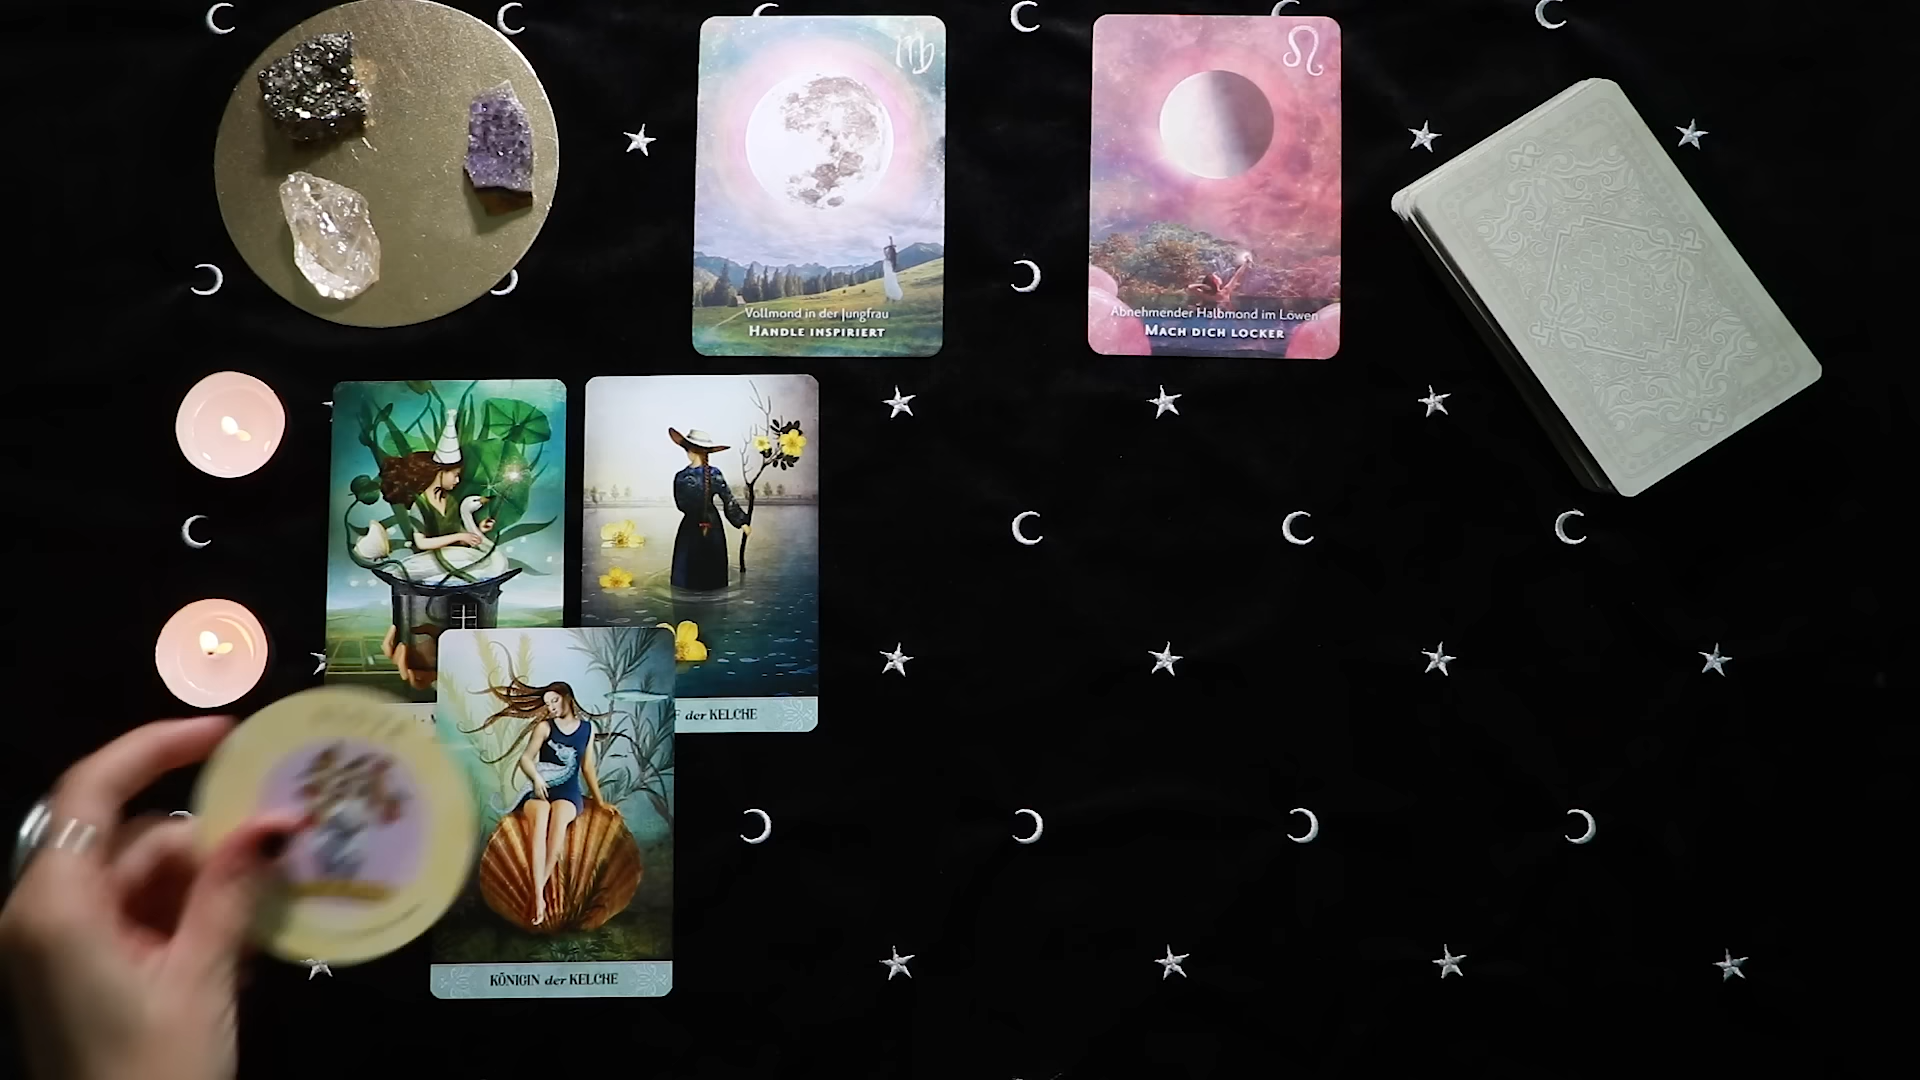 Vollmond in der Jungfrau
HANDLE INSPIRIERT
Abnehmender Halbmond im Löwen
MACH DICH LOCKER
der KELCHE
KÖNIGIN der KELCHE